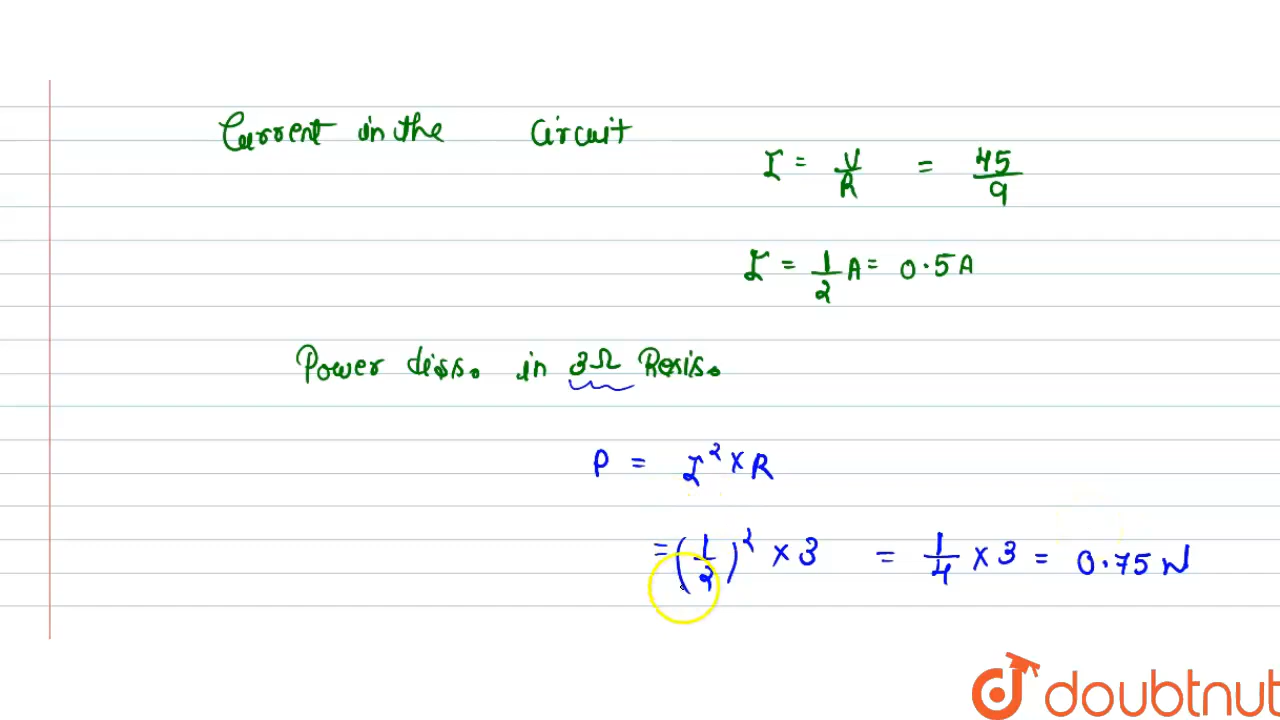 Current in the circuit
I = V/R = 45/9
I = 1/2 A = 0.5 A
Power diss. in 3Ω Resis.
P = I² × R
= (1/2)² × 3 = 1/4 × 3 = 0.75 W
doubtnut